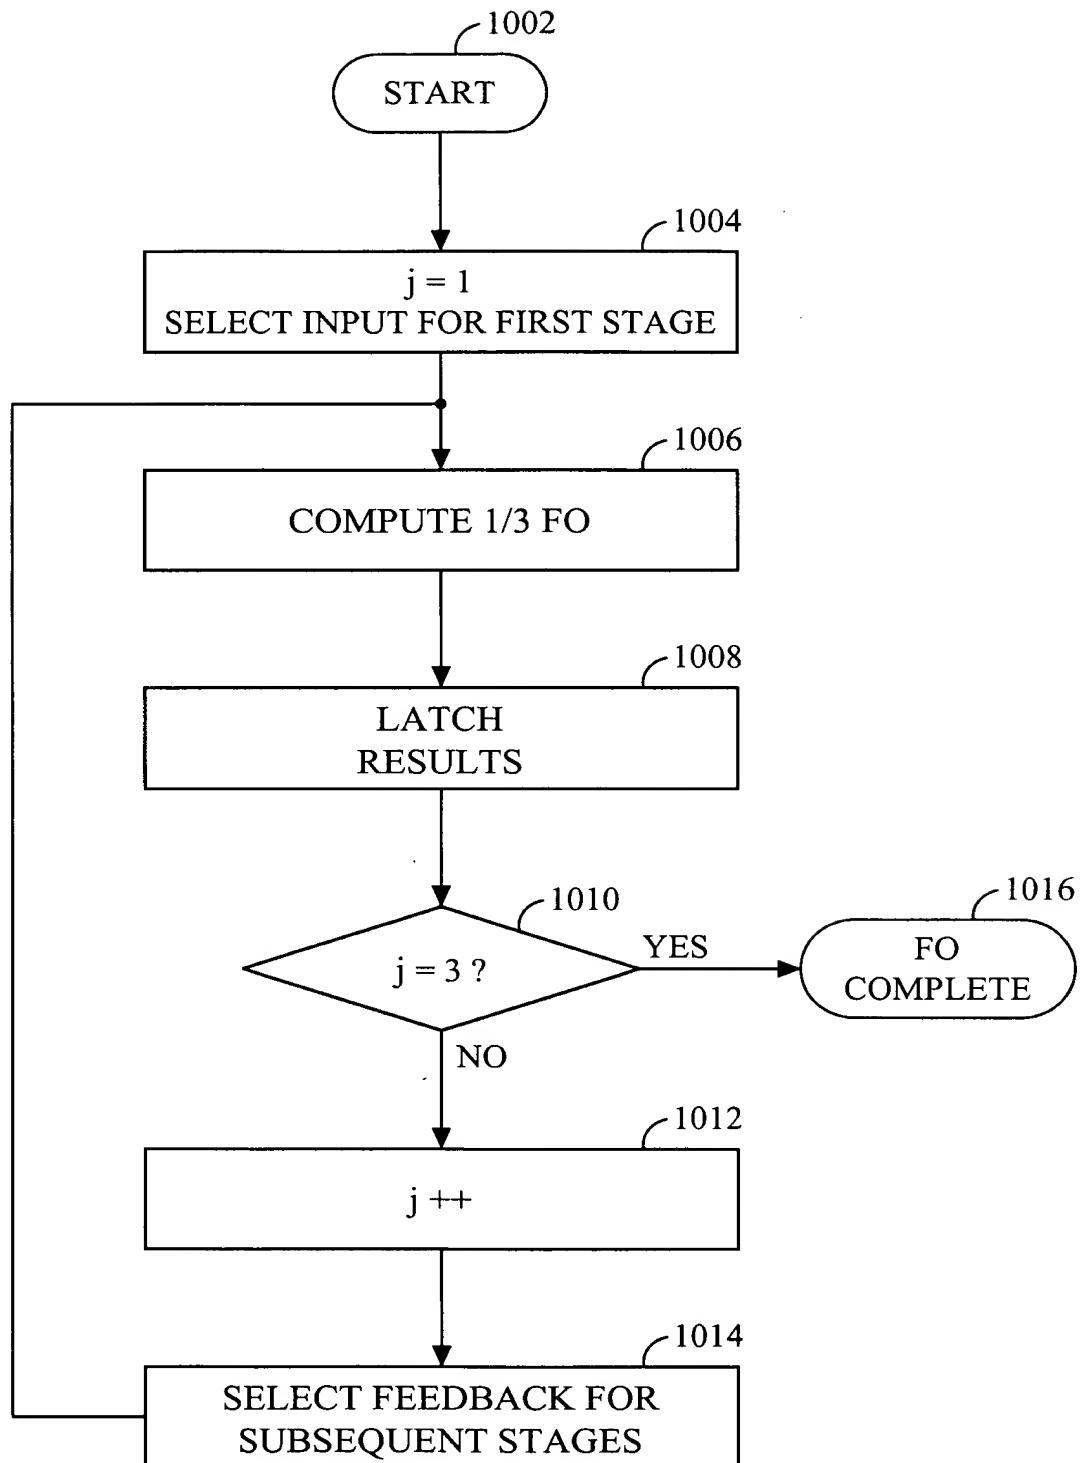 1002
START
1004
j = 1
SELECT INPUT FOR FIRST STAGE
1006
COMPUTE 1/3 FO
1008
LATCH
RESULTS
1010
j = 3 ?
YES
1016
FO
COMPLETE
NO
1012
j ++
1014
SELECT FEEDBACK FOR
SUBSEQUENT STAGES